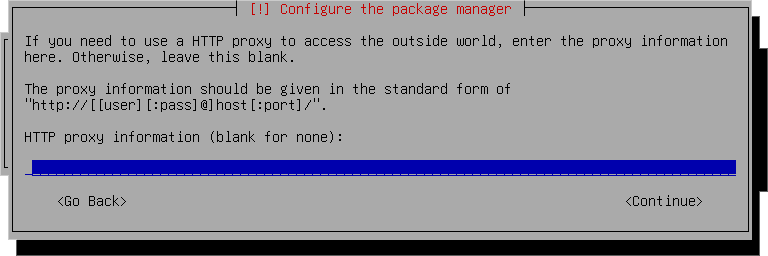 [!] Configure the package manager
If you need to use a HTTP proxy to access the outside world, enter the proxy information
here. Otherwise, leave this blank.
The proxy information should be given in the standard form of
"http://[[user][:pass]@]host[:port]/".
HTTP proxy information (blank for none):
<Go Back> <Continue>